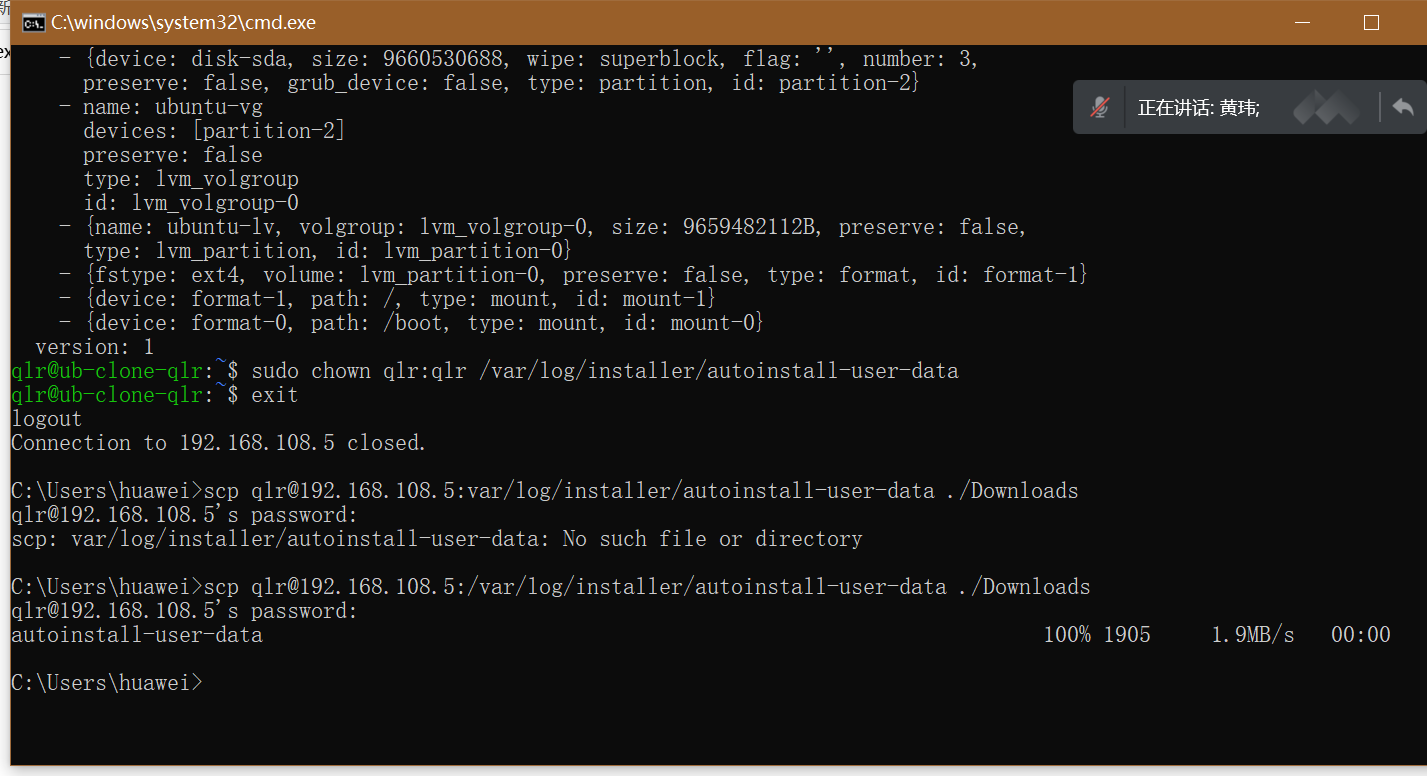 新
C:\windows\system32\cmd.exe
ex
- {device: disk-sda, size: 9660530688, wipe: superblock, flag: '', number: 3,
preserve: false, grub_device: false, type: partition, id: partition-2}
- name: ubuntu-vg
devices: [partition-2]
preserve: false
type: lvm_volgroup
id: lvm_volgroup-0
- {name: ubuntu-lv, volgroup: lvm_volgroup-0, size: 9659482112B, preserve: false,
type: lvm_partition, id: lvm_partition-0}
- {fstype: ext4, volume: lvm_partition-0, preserve: false, type: format, id: format-1}
- {device: format-1, path: /, type: mount, id: mount-1}
- {device: format-0, path: /boot, type: mount, id: mount-0}
version: 1
正在讲话: 黄玮;
qlr@ub-clone-qlr:~$ sudo chown qlr:qlr /var/log/installer/autoinstall-user-data
qlr@ub-clone-qlr:~$ exit
logout
Connection to 192.168.108.5 closed.
C:\Users\huawei>scp qlr@192.168.108.5:var/log/installer/autoinstall-user-data ./Downloads
qlr@192.168.108.5's password:
scp: var/log/installer/autoinstall-user-data: No such file or directory
C:\Users\huawei>scp qlr@192.168.108.5:/var/log/installer/autoinstall-user-data ./Downloads
qlr@192.168.108.5's password:
autoinstall-user-data 100% 1905 1.9MB/s 00:00
C:\Users\huawei>